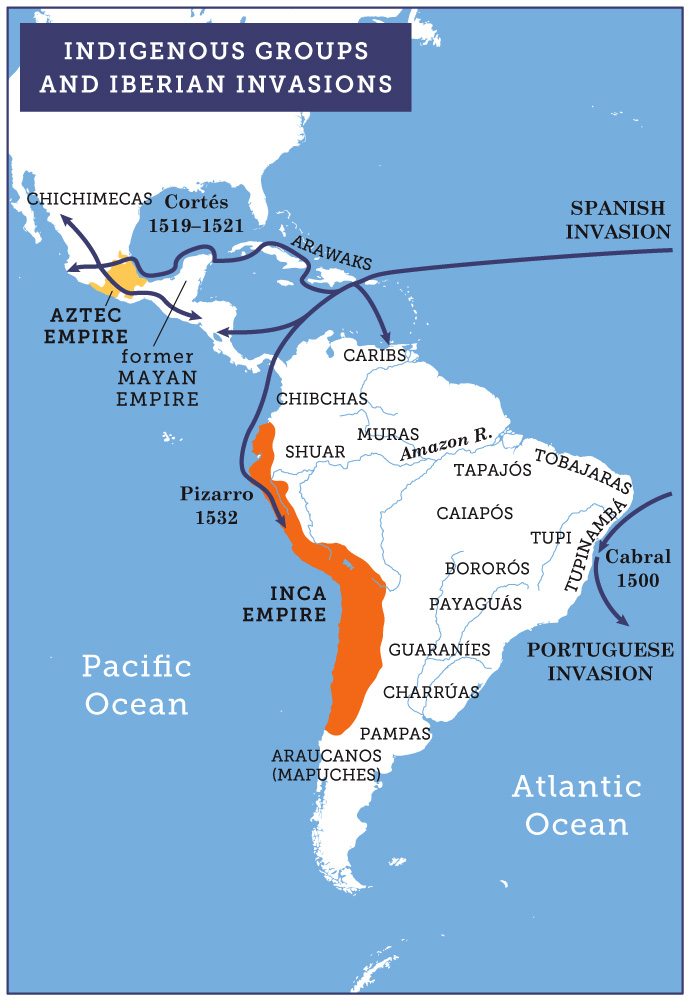 INDIGENOUS GROUPS
AND IBERIAN INVASIONS
CHICHIMECAS
Cortés
1519–1521
ARAWAKS
SPANISH
INVASION
AZTEC
EMPIRE
former
MAYAN
EMPIRE
CARIBS
CHIBCHAS
MURAS
Amazon R.
SHUAR
TAPAJÓS
TOBAJARAS
Pizarro
1532
CAIAPÓS
TUPI
TUPINAMBÁ
Cabral
1500
BORORÓS
INCA
EMPIRE
PAYAGUÁS
GUARANÍES
PORTUGUESE
INVASION
Pacific
Ocean
CHARRÚAS
PAMPAS
ARAUCANOS
(MAPUCHES)
Atlantic
Ocean